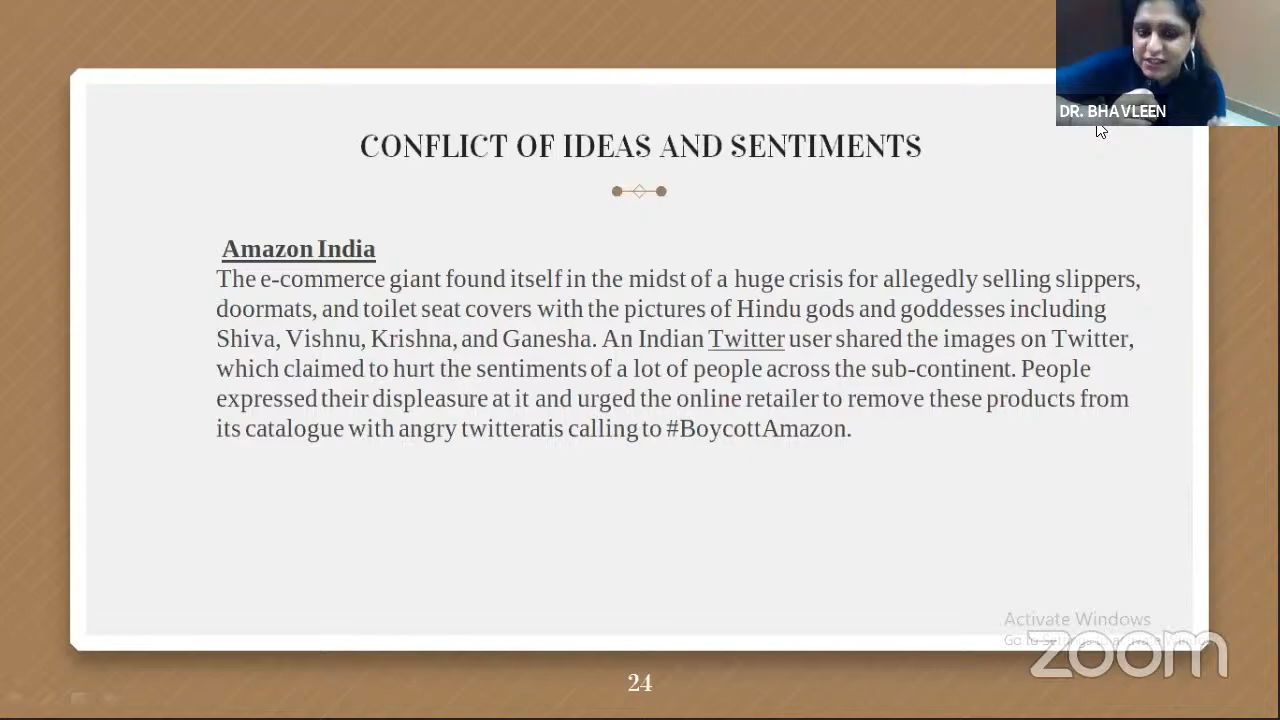 DR. BHAVLEEN
CONFLICT OF IDEAS AND SENTIMENTS
Amazon India
The e-commerce giant found itself in the midst of a huge crisis for allegedly selling slippers,
doormats, and toilet seat covers with the pictures of Hindu gods and goddesses including
Shiva, Vishnu, Krishna, and Ganesha. An Indian Twitter user shared the images on Twitter,
which claimed to hurt the sentiments of a lot of people across the sub-continent. People
expressed their displeasure at it and urged the online retailer to remove these products from
its catalogue with angry twitteratis calling to #BoycottAmazon.
Activate Windows
Go to Settings
zoom
24